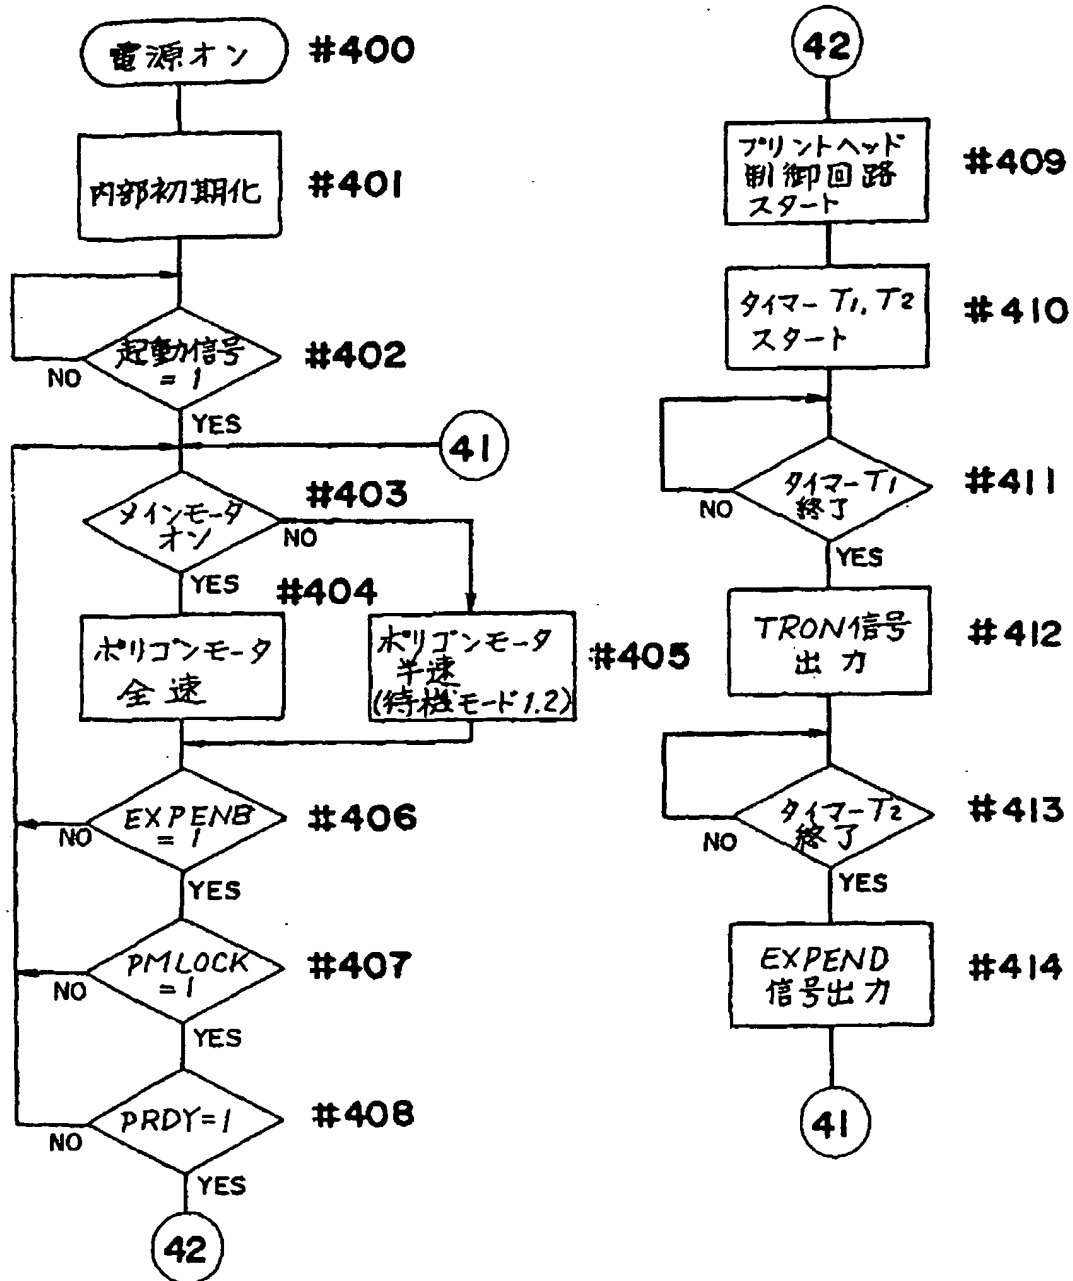 電源オン
#400
内部初期化
#401
起動信号
= 1
#402
NO
YES
41
メインモータ
オン
#403
NO
YES
#404
ポリゴンモータ
全速
ポリゴンモータ
半速
(待機モード1.2)
#405
EXPENB
= 1
#406
NO
YES
PMLOCK
= 1
#407
NO
YES
PRDY=1
#408
NO
YES
42
42
プリントヘッド
制御回路
スタート
#409
タイマー T1, T2
スタート
#410
タイマーT1
終了
#411
NO
YES
TRON信号
出力
#412
タイマーT2
終了
#413
NO
YES
EXPEND
信号出力
#414
41